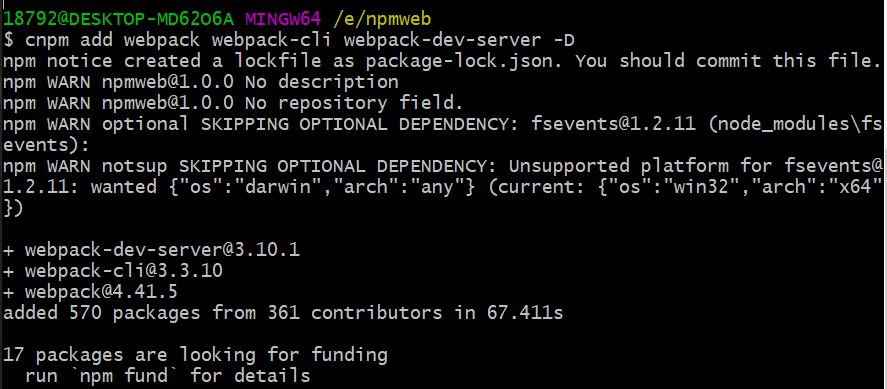 18792@DESKTOP-MD62O6A MINGW64 /e/npmweb
$ cnpm add webpack webpack-cli webpack-dev-server -D
npm notice created a lockfile as package-lock.json. You should commit this file.
npm WARN npmweb@1.0.0 No description
npm WARN npmweb@1.0.0 No repository field.
npm WARN optional SKIPPING OPTIONAL DEPENDENCY: fsevents@1.2.11 (node_modules\fs
events):
npm WARN notsup SKIPPING OPTIONAL DEPENDENCY: Unsupported platform for fsevents@
1.2.11: wanted {"os":"darwin","arch":"any"} (current: {"os":"win32","arch":"x64"
})
+ webpack-dev-server@3.10.1
+ webpack-cli@3.3.10
+ webpack@4.41.5
added 570 packages from 361 contributors in 67.411s
17 packages are looking for funding
run `npm fund` for details